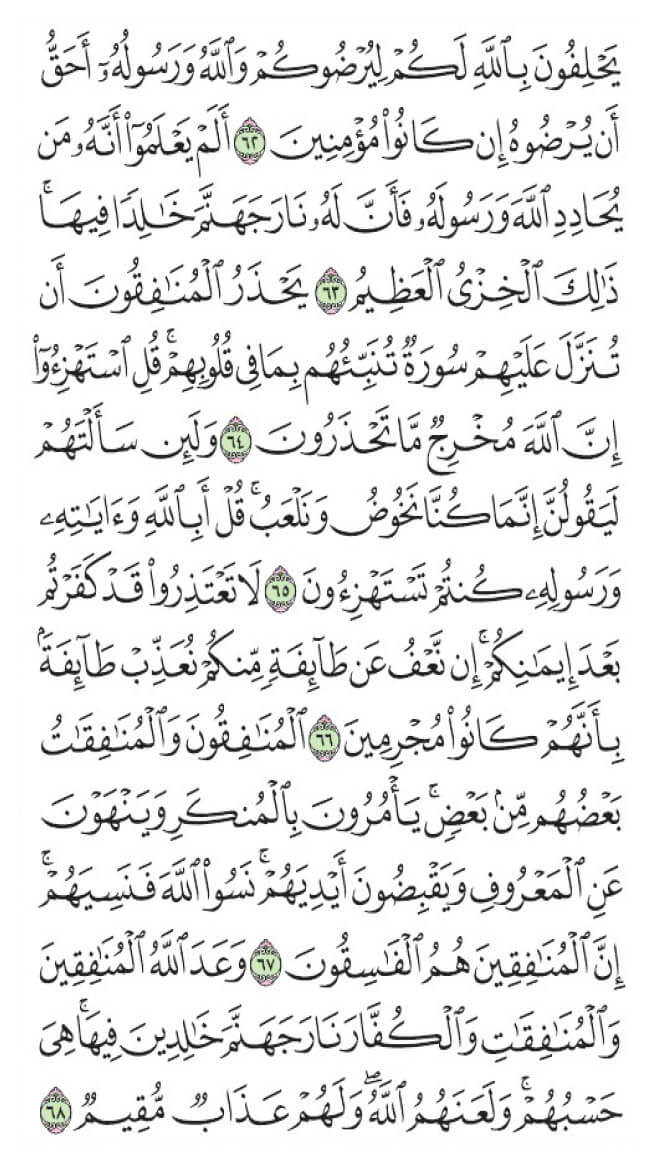 يَحْلِفُونَ بِٱللَّهِ لَكُمْ لِيُرْضُوكُمْ وَٱللَّهُ وَرَسُولُهُۥٓ أَحَقُّ
أَن يُرْضُوهُ إِن كَانُوا۟ مُؤْمِنِينَ ٦٢ أَلَمْ يَعْلَمُوٓا۟ أَنَّهُۥ مَن
يُحَادِدِ ٱللَّهَ وَرَسُولَهُۥ فَأَنَّ لَهُۥ نَارَ جَهَنَّمَ خَـٰلِدًا فِيهَا ۚ
ذَٰلِكَ ٱلْخِزْىُ ٱلْعَظِيمُ ٦٣ يَحْذَرُ ٱلْمُنَـٰفِقُونَ أَن
تُنَزَّلَ عَلَيْهِمْ سُورَةٌ تُنَبِّئُهُم بِمَا فِى قُلُوبِهِمْ ۚ قُلِ ٱسْتَهْزِءُوٓا۟
إِنَّ ٱللَّهَ مُخْرِجٌ مَّا تَحْذَرُونَ ٦٤ وَلَئِن سَأَلْتَهُمْ
لَيَقُولُنَّ إِنَّمَا كُنَّا نَخُوضُ وَنَلْعَبُ ۚ قُلْ أَبِٱللَّهِ وَءَايَـٰتِهِۦ
وَرَسُولِهِۦ كُنتُمْ تَسْتَهْزِءُونَ ٦٥ لَا تَعْتَذِرُوا۟ قَدْ كَفَرْتُم
بَعْدَ إِيمَـٰنِكُمْ ۚ إِن نَّعْفُ عَن طَآئِفَةٍ مِّنكُمْ نُعَذِّبْ طَآئِفَةًۢ
بِأَنَّهُمْ كَانُوا۟ مُجْرِمِينَ ٦٦ ٱلْمُنَـٰفِقُونَ وَٱلْمُنَـٰفِقَـٰتُ
بَعْضُهُم مِّنۢ بَعْضٍ ۚ يَأْمُرُونَ بِٱلْمُنكَرِ وَيَنْهَوْنَ
عَنِ ٱلْمَعْرُوفِ وَيَقْبِضُونَ أَيْدِيَهُمْ ۚ نَسُوا۟ ٱللَّهَ فَنَسِيَهُمْ ۚ
إِنَّ ٱلْمُنَـٰفِقِينَ هُمُ ٱلْفَـٰسِقُونَ ٦٧ وَعَدَ ٱللَّهُ ٱلْمُنَـٰفِقِينَ
وَٱلْمُنَـٰفِقَـٰتِ وَٱلْكُفَّارَ نَارَ جَهَنَّمَ خَـٰلِدِينَ فِيهَا ۚ هِىَ
حَسْبُهُمْ ۚ وَلَعَنَهُمُ ٱللَّهُ ۖ وَلَهُمْ عَذَابٌ مُّقِيمٌ ٦٨